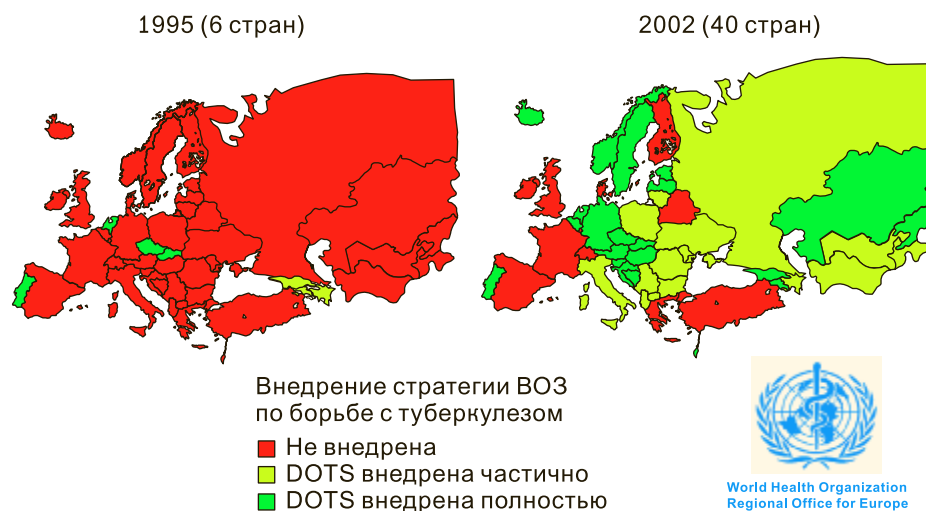 1995 (6 стран)
2002 (40 стран)
Внедрение стратегии ВОЗ
по борьбе с туберкулезом
Не внедрена
DOTS внедрена частично
DOTS внедрена полностью
World Health Organization
Regional Office for Europe